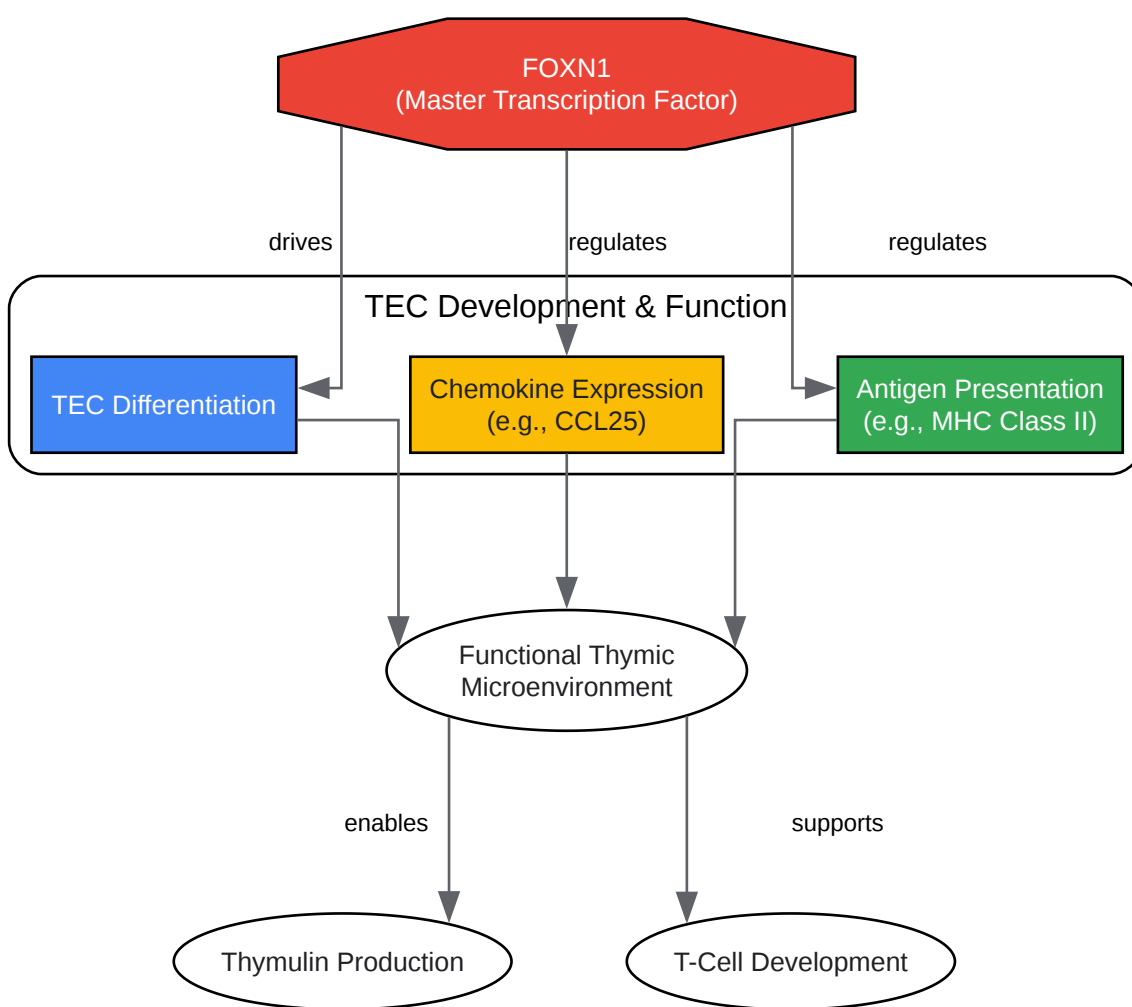 FOXN1
(Master Transcription Factor)
drives
regulates
regulates
TEC Development & Function
TEC Differentiation
Chemokine Expression
(e.g., CCL25)
Antigen Presentation
(e.g., MHC Class II)
Functional Thymic
Microenvironment
enables
supports
Thymulin Production
T-Cell Development